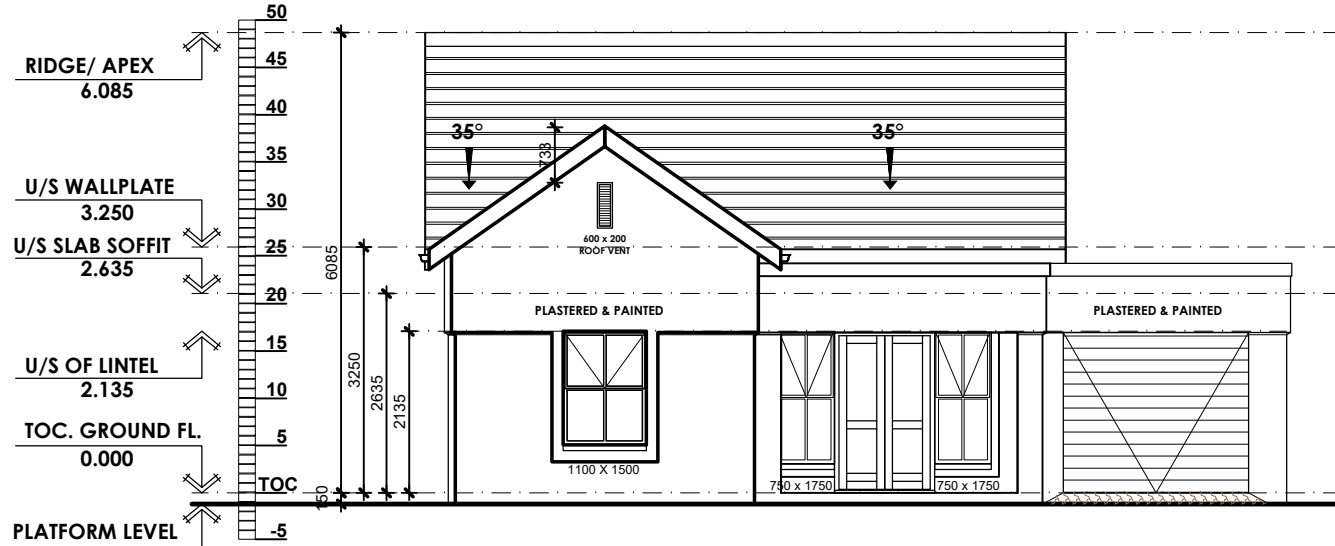 RIDGE/ APEX
6.085
U/S WALLPLATE
3.250
U/S SLAB SOFFIT
2.635
U/S OF LINTEL
2.135
TOC. GROUND FL.
0.000
PLATFORM LEVEL
50
45
40
35
30
25
20
15
10
5
TOC
-5
6085
3250
2635
2135
150
35°
733
35°
600 x 200
ROOF VENT
PLASTERED & PAINTED
PLASTERED & PAINTED
1100 X 1500
750 x 1750
750 x 1750